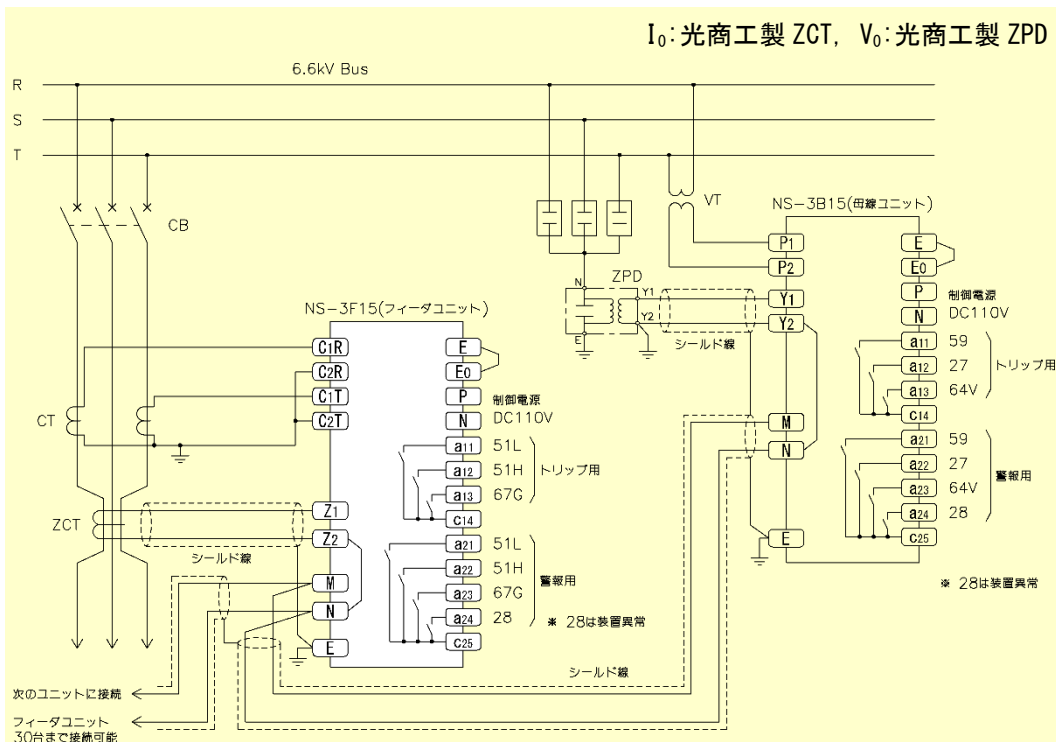 I₀:光商工製 ZCT, V₀:光商工製 ZPD
6.6kV Bus
R
S
T
CB
VT
NS-3B15(母線ユニット)
P1
P2
Y1
Y2
M
N
E
E
E0
P
N
制御電源
DC110V
a11 59
a12 27
a13 64V
C14
トリップ用
a21 59
a22 27
a23 64V
a24 28
C25
警報用
※ 28は装置異常
N
ZPD
Y1
Y2
E
シールド線
NS-3F15(フィーダユニット)
C1R
C2R
C1T
C2T
Z1
Z2
M
N
E
E
E0
P
N
制御電源
DC110V
a11 51L
a12 51H
a13 67G
C14
トリップ用
a21 51L
a22 51H
a23 67G
a24 28
C25
警報用
※ 28は装置異常
CT
ZCT
シールド線
シールド線
次のユニットに接続
フィーダユニット
30台まで接続可能